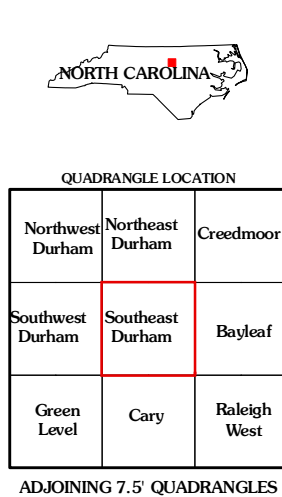 NORTH CAROLINA
QUADRANGLE LOCATION
Northwest Durham
Northeast Durham
Creedmoor
Southwest Durham
Southeast Durham
Bayleaf
Green Level
Cary
Raleigh West
ADJOINING 7.5' QUADRANGLES